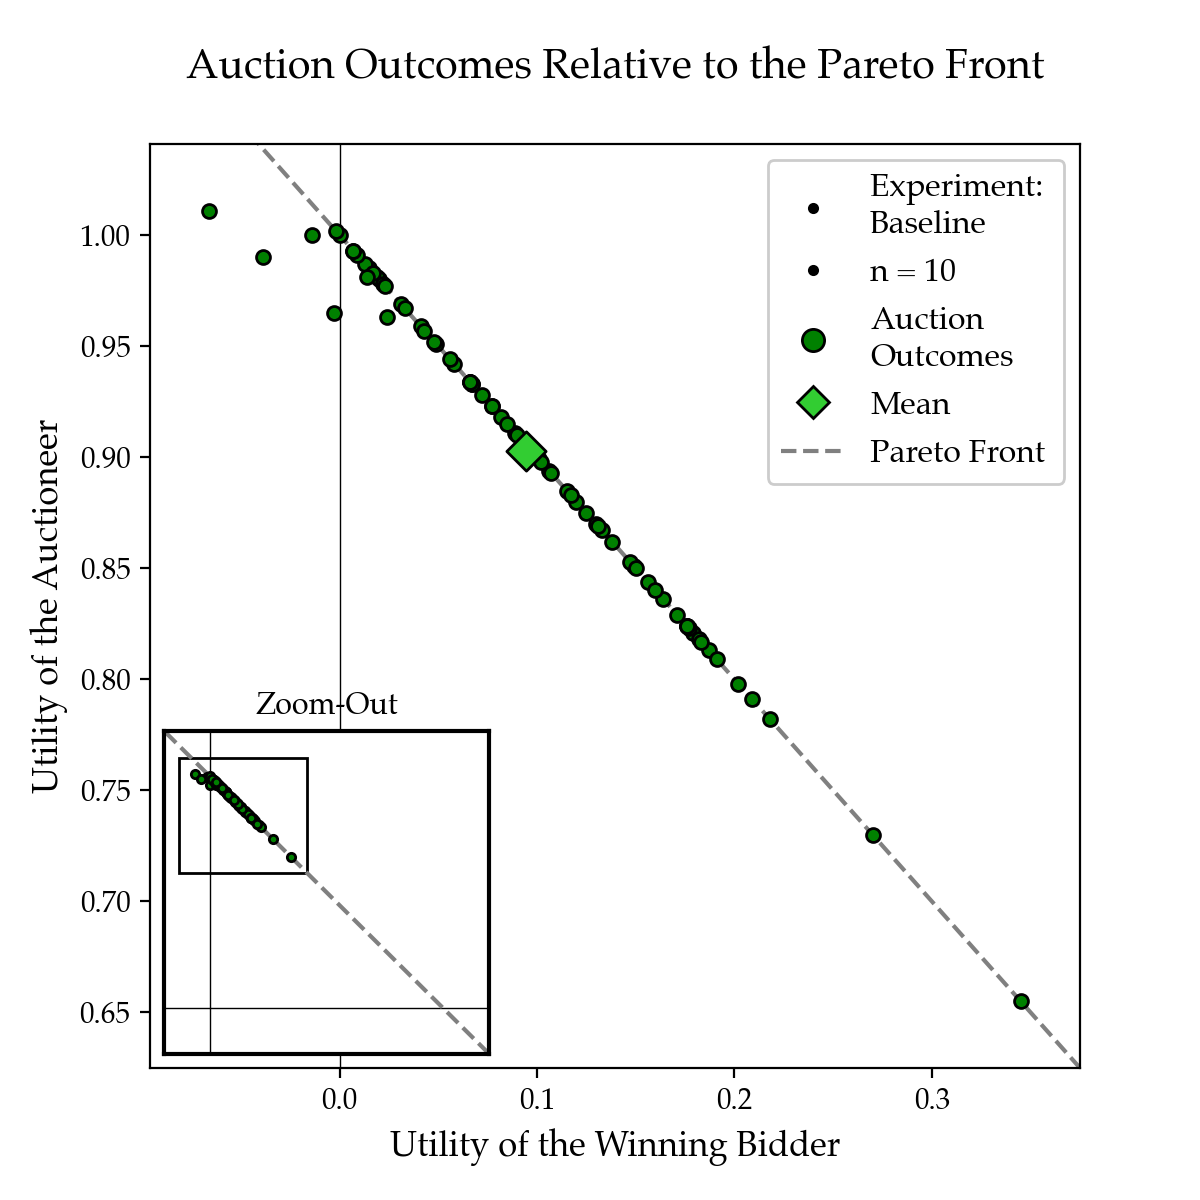 Auction Outcomes Relative to the Pareto Front
Experiment:
Baseline
n = 10
Auction
Outcomes
Mean
Pareto Front
Utility of the Auctioneer
1.00
0.95
0.90
0.85
0.80
0.75
0.70
0.65
Zoom-Out
0.0
0.1
0.2
0.3
Utility of the Winning Bidder